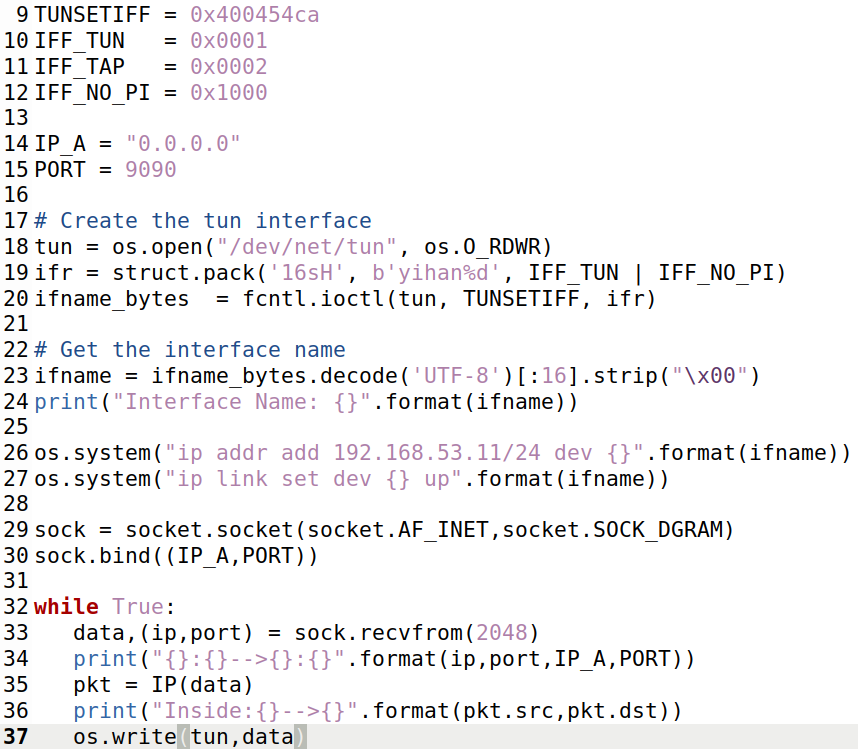 9 TUNSETIFF = 0x400454ca
10 IFF_TUN   = 0x0001
11 IFF_TAP   = 0x0002
12 IFF_NO_PI = 0x1000
13
14 IP_A = "0.0.0.0"
15 PORT = 9090
16
17 # Create the tun interface
18 tun = os.open("/dev/net/tun", os.O_RDWR)
19 ifr = struct.pack('16sH', b'yihan%d', IFF_TUN | IFF_NO_PI)
20 ifname_bytes  = fcntl.ioctl(tun, TUNSETIFF, ifr)
21
22 # Get the interface name
23 ifname = ifname_bytes.decode('UTF-8')[:16].strip("\x00")
24 print("Interface Name: {}".format(ifname))
25
26 os.system("ip addr add 192.168.53.11/24 dev {}".format(ifname))
27 os.system("ip link set dev {} up".format(ifname))
28
29 sock = socket.socket(socket.AF_INET,socket.SOCK_DGRAM)
30 sock.bind((IP_A,PORT))
31
32 while True:
33    data,(ip,port) = sock.recvfrom(2048)
34    print("{}:{}-->{}:{}".format(ip,port,IP_A,PORT))
35    pkt = IP(data)
36    print("Inside:{}-->{}".format(pkt.src,pkt.dst))
37    os.write(tun,data)